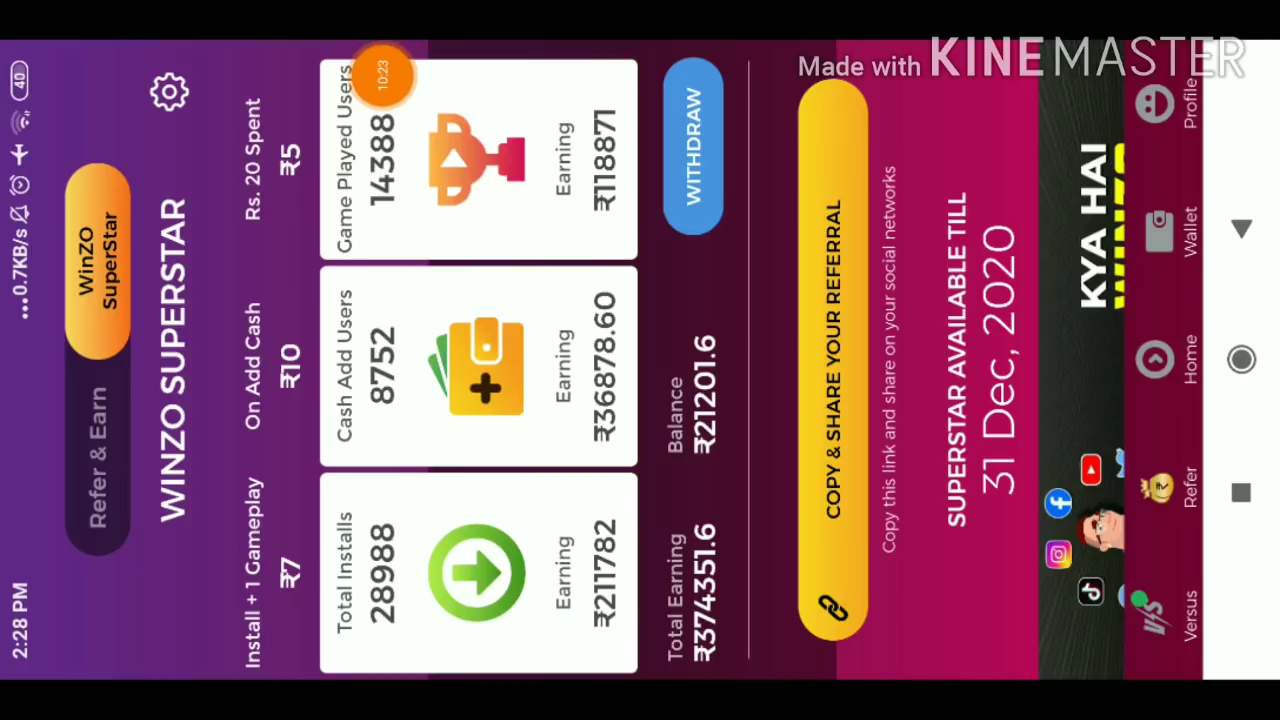 Made with KINEMASTER
2:28 PM
...0.7KB/s
40
Refer & Earn
WinZO
SuperStar
WINZO SUPERSTAR
Install + 1 Gameplay
On Add Cash
Rs. 20 Spent
₹7
₹10
₹5
10:23
Total Installs
Cash Add Users
Game Played Users
28988
8752
14388
Earning
Earning
Earning
₹211782
₹36878.60
₹118871
Total Earning
Balance
₹374351.6
₹21201.6
WITHDRAW
COPY & SHARE YOUR REFERRAL
Copy this link and share on your social networks
SUPERSTAR AVAILABLE TILL
31 Dec, 2020
KYA HAI
WINZO
Versus
Refer
Home
Wallet
Profile